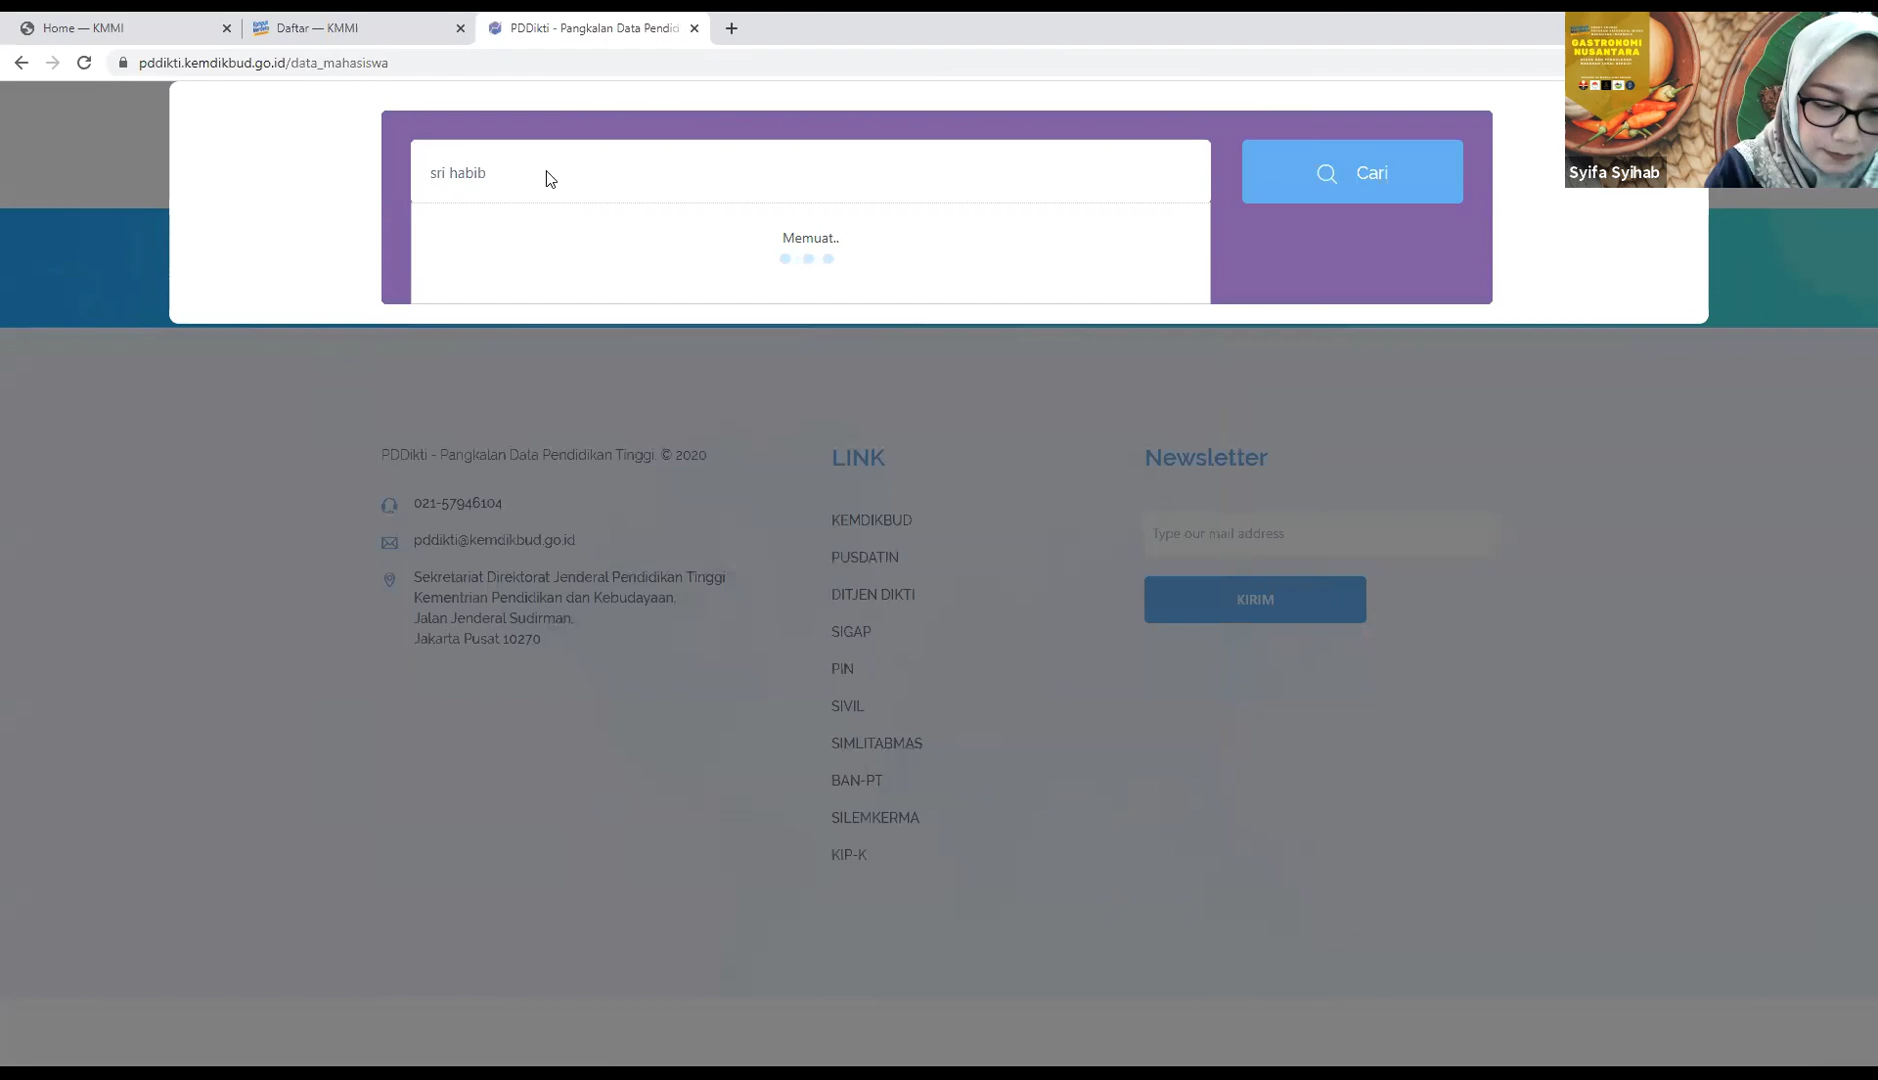 Home — KMMI
Daftar — KMMI
PDDikti - Pangkalan Data Pendidi
pddikti.kemdikbud.go.id/data_mahasiswa
GASTRONOMI
NUSANTARA
Syifa Syihab
sri habib
Cari
Memuat..
PDDikti - Pangkalan Data Pendidikan Tinggi. © 2020
021-57946104
pddikti@kemdikbud.go.id
Sekretariat Direktorat Jenderal Pendidikan Tinggi
Kementrian Pendidikan dan Kebudayaan,
Jalan Jenderal Sudirman,
Jakarta Pusat 10270
LINK
KEMDIKBUD
PUSDATIN
DITJEN DIKTI
SIGAP
PIN
SIVIL
SIMLITABMAS
BAN-PT
SILEMKERMA
KIP-K
Newsletter
Type our mail address
KIRIM